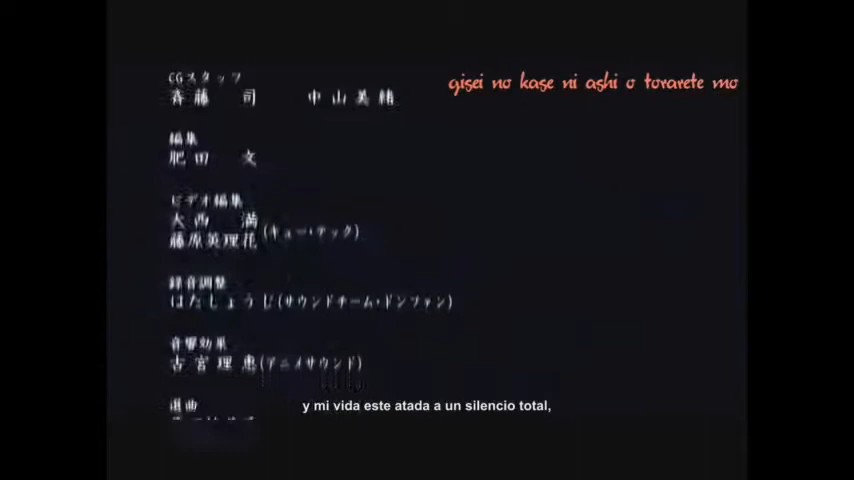 CGスタッフ
斉藤 司 中山美緒
gisei no kase ni ashi o torarete mo
編集
肥田 文
ビデオ編集
大西 満
藤原英理花 (キュー・テック)
録音調整
はたしょうじ(サウンドチーム・ドンファン)
音響効果
古宮理恵(アニメサウンド)
選曲
y mi vida este atada a un silencio total,